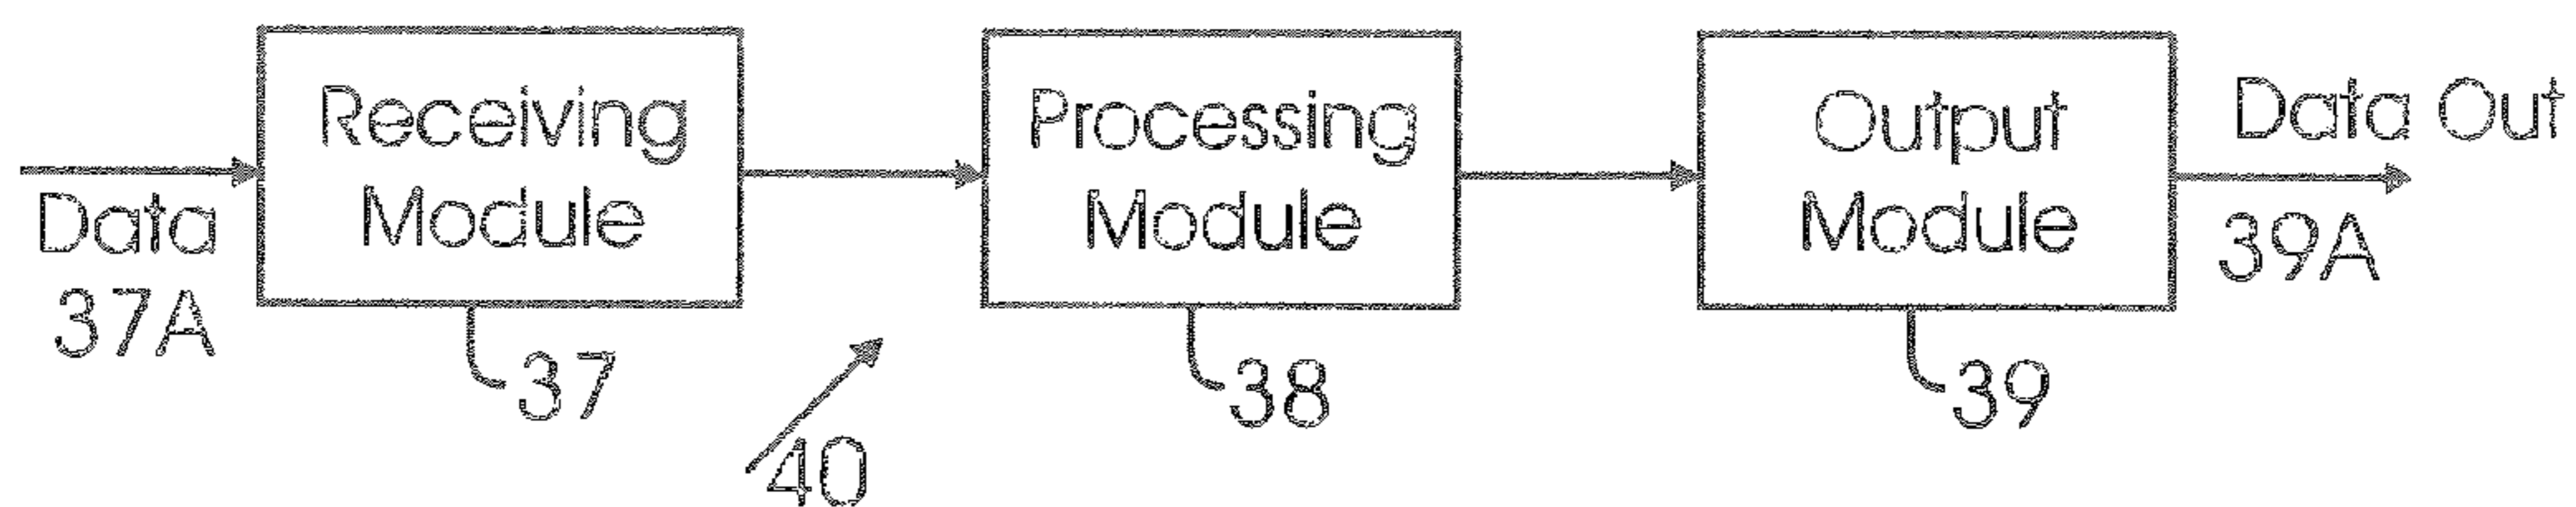 Receiving
Module
Processing
Module
Output
Module
Data Out
Data
37A
39A
37
38
39
40